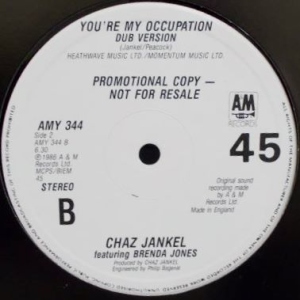 YOU'RE MY OCCUPATION
DUB VERSION
(Jankel/Peacock)
HEATHWAVE MUSIC LTD. / MOMENTUM MUSIC LTD.
PROMOTIONAL COPY —
NOT FOR RESALE
AMY 344
Side 2
AMY 344 B
6.30
℗ 1986 A & M
Records Ltd
MCPS/BIEM
45
STEREO
B
A&M
RECORDS
45
Original sound
recording made
by A & M
Records Ltd.
Made in England
CHAZ JANKEL
featuring BRENDA JONES
Produced by CHAZ JANKEL
Engineered by Philip Bagenal